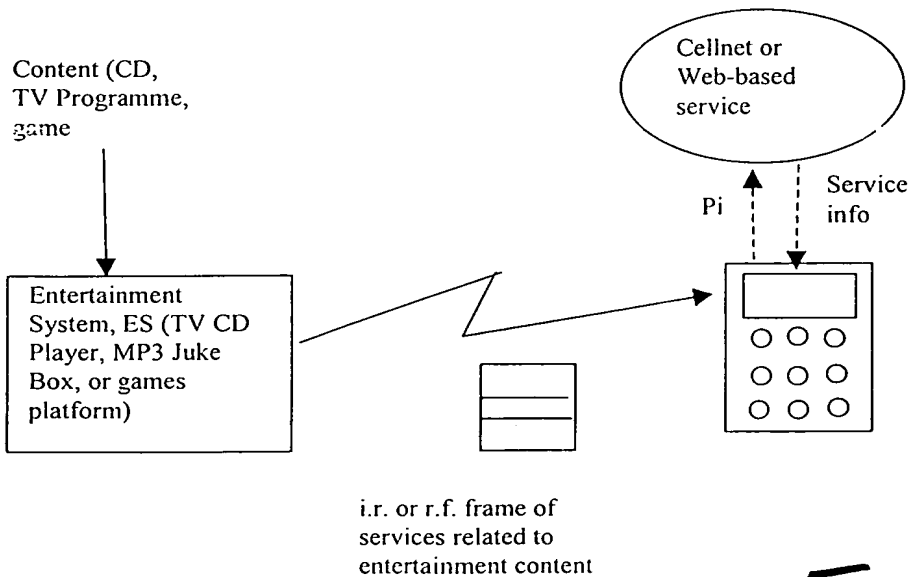 Content (CD,
TV Programme,
game
Cellnet or
Web-based
service
Pi
Service
info
Entertainment
System, ES (TV CD
Player, MP3 Juke
Box, or games
platform)
i.r. or r.f. frame of
services related to
entertainment content